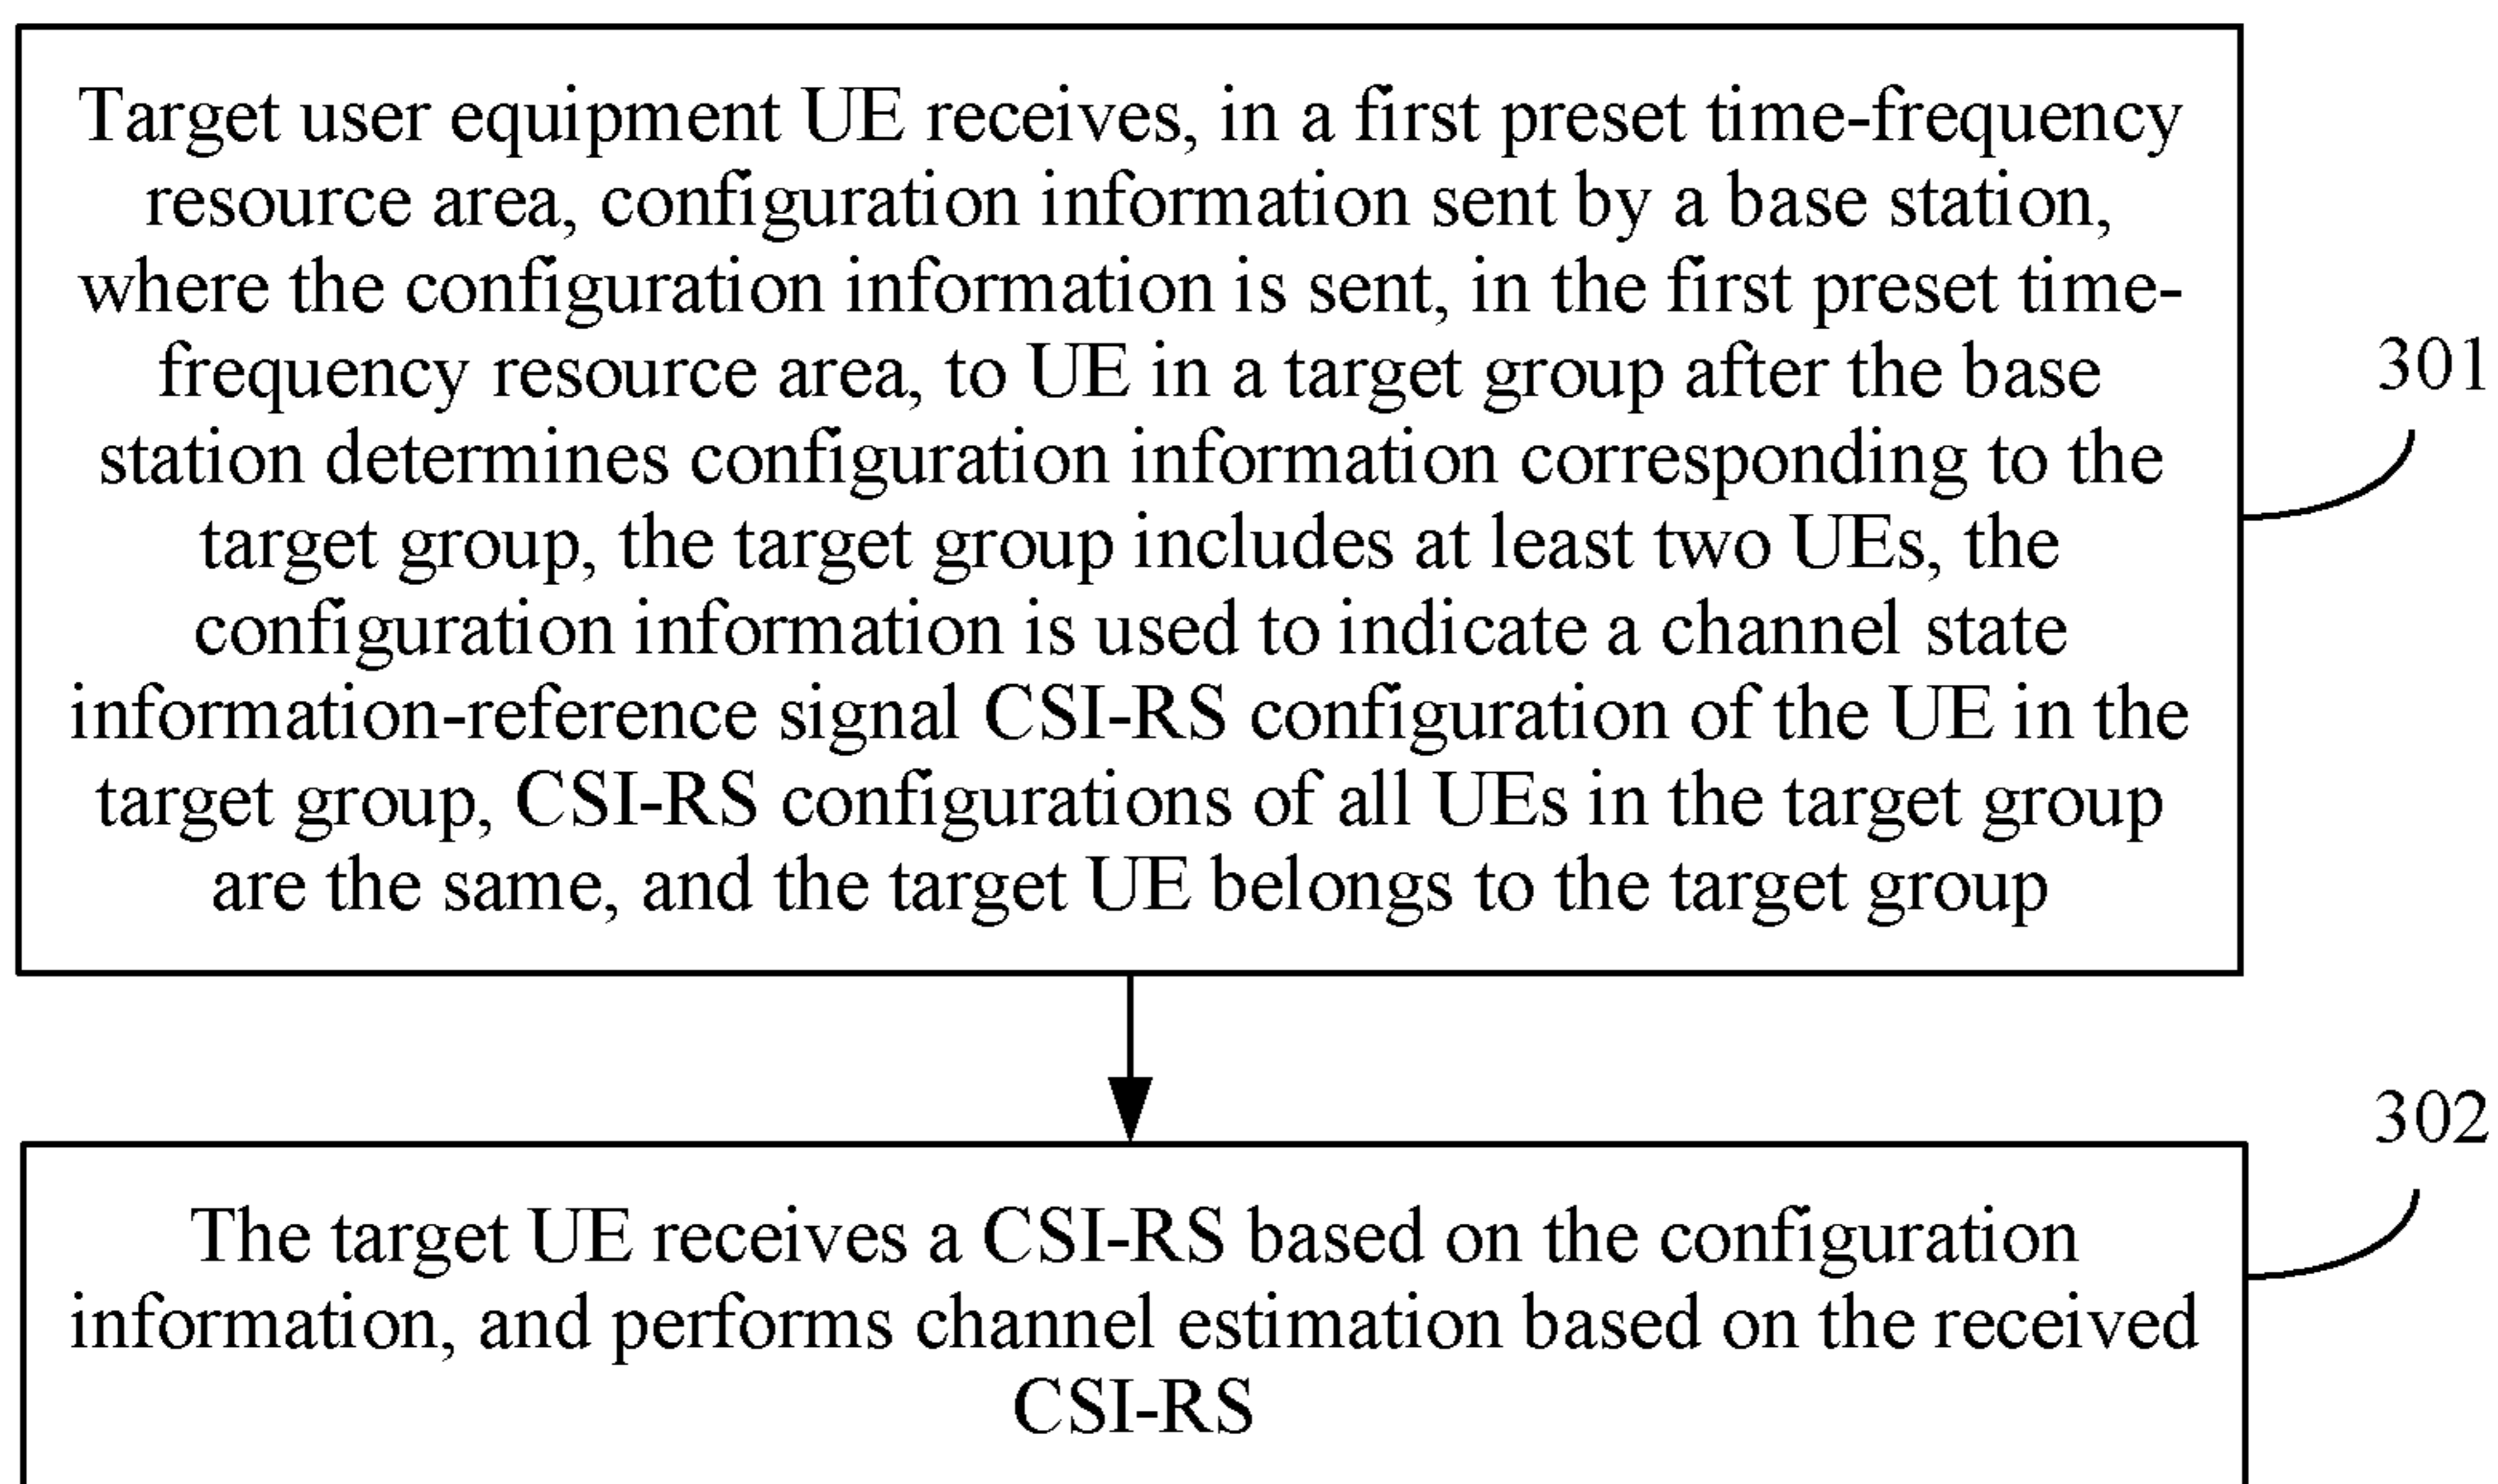 Target user equipment UE receives, in a first preset time-frequency
resource area, configuration information sent by a base station,
where the configuration information is sent, in the first preset time-
frequency resource area, to UE in a target group after the base
station determines configuration information corresponding to the
target group, the target group includes at least two UEs, the
configuration information is used to indicate a channel state
information-reference signal CSI-RS configuration of the UE in the
target group, CSI-RS configurations of all UEs in the target group
are the same, and the target UE belongs to the target group
301
302
The target UE receives a CSI-RS based on the configuration
information, and performs channel estimation based on the received
CSI-RS